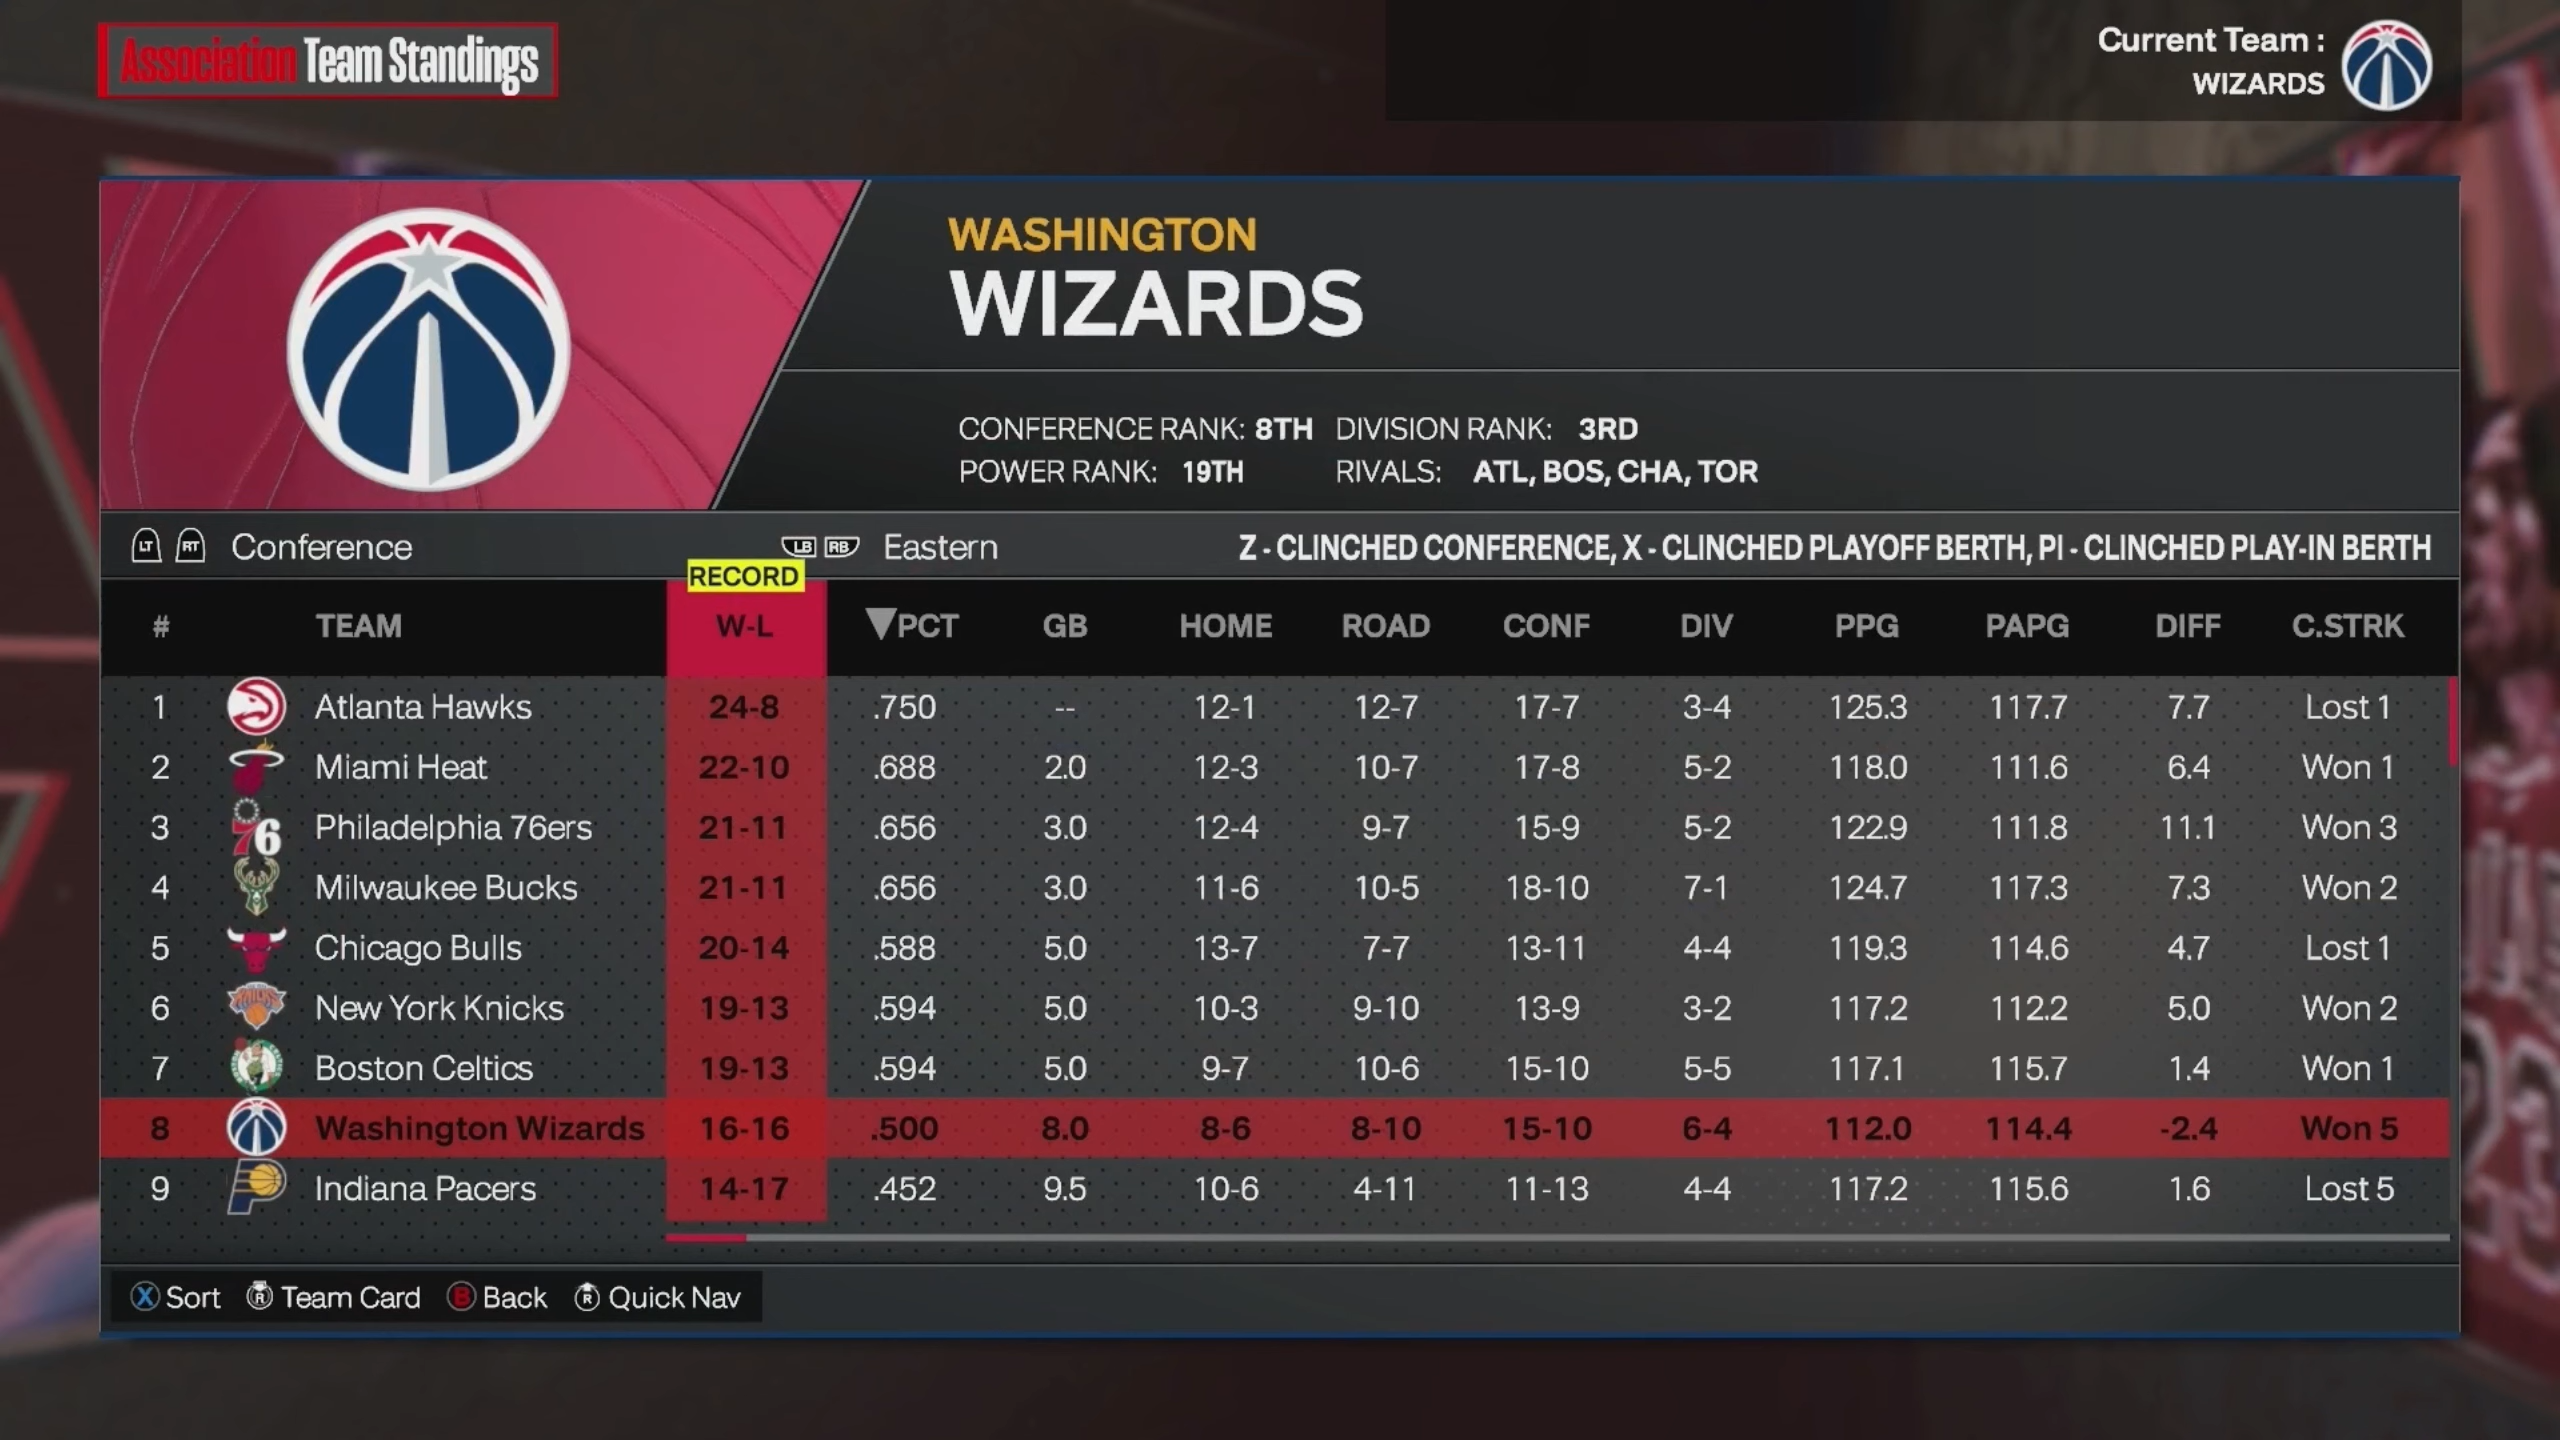 Association Team Standings
Current Team :
WIZARDS
WASHINGTON
WIZARDS
CONFERENCE RANK: 8TH DIVISION RANK: 3RD
POWER RANK: 19TH RIVALS: ATL, BOS, CHA, TOR
LT RT Conference LB RB Eastern Z - CLINCHED CONFERENCE, X - CLINCHED PLAYOFF BERTH, PI - CLINCHED PLAY-IN BERTH
RECORD
# TEAM W-L ▼PCT GB HOME ROAD CONF DIV PPG PAPG DIFF C.STRK
1 Atlanta Hawks 24-8 .750 -- 12-1 12-7 17-7 3-4 125.3 117.7 7.7 Lost 1
2 Miami Heat 22-10 .688 2.0 12-3 10-7 17-8 5-2 118.0 111.6 6.4 Won 1
3 76 Philadelphia 76ers 21-11 .656 3.0 12-4 9-7 15-9 5-2 122.9 111.8 11.1 Won 3
4 Milwaukee Bucks 21-11 .656 3.0 11-6 10-5 18-10 7-1 124.7 117.3 7.3 Won 2
5 Chicago Bulls 20-14 .588 5.0 13-7 7-7 13-11 4-4 119.3 114.6 4.7 Lost 1
6 New York Knicks 19-13 .594 5.0 10-3 9-10 13-9 3-2 117.2 112.2 5.0 Won 2
7 Boston Celtics 19-13 .594 5.0 9-7 10-6 15-10 5-5 117.1 115.7 1.4 Won 1
8 Washington Wizards 16-16 .500 8.0 8-6 8-10 15-10 6-4 112.0 114.4 -2.4 Won 5
9 Indiana Pacers 14-17 .452 9.5 10-6 4-11 11-13 4-4 117.2 115.6 1.6 Lost 5
X Sort R Team Card B Back R Quick Nav